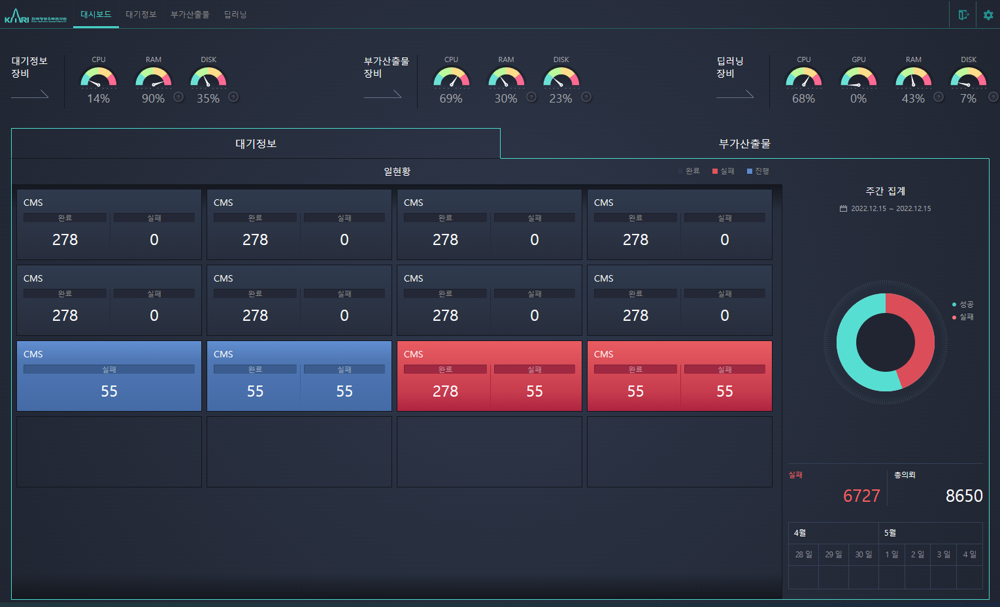 KARI 한국항공우주연구원
대시보드 대기정보 부가산출물 딥러닝
대기정보
장비
CPU RAM DISK
14% 90% ? 35% ?
부가산출물
장비
CPU RAM DISK
69% 30% ? 23% ?
딥러닝
장비
CPU GPU RAM DISK
68% 0% 43% ? 7% ?
대기정보 부가산출물
일현황
완료 실패 진행
CMS CMS CMS CMS
완료 실패 완료 실패 완료 실패 완료 실패
278 0 278 0 278 0 278 0
CMS CMS CMS CMS
완료 실패 완료 실패 완료 실패 완료 실패
278 0 278 0 278 0 278 0
CMS CMS CMS CMS
실패 완료 실패 완료 실패 완료 실패
55 55 55 278 55 55 55
주간 집계
2022.12.15 ~ 2022.12.15
성공
실패
실패 총의뢰
6727 8650
4월 5월
28 일 29 일 30 일 1 일 2 일 3 일 4 일